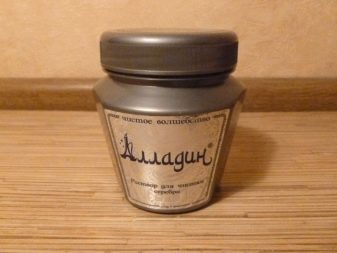 чистое волшебство
Алладин®
Раствор для чистки
серебра